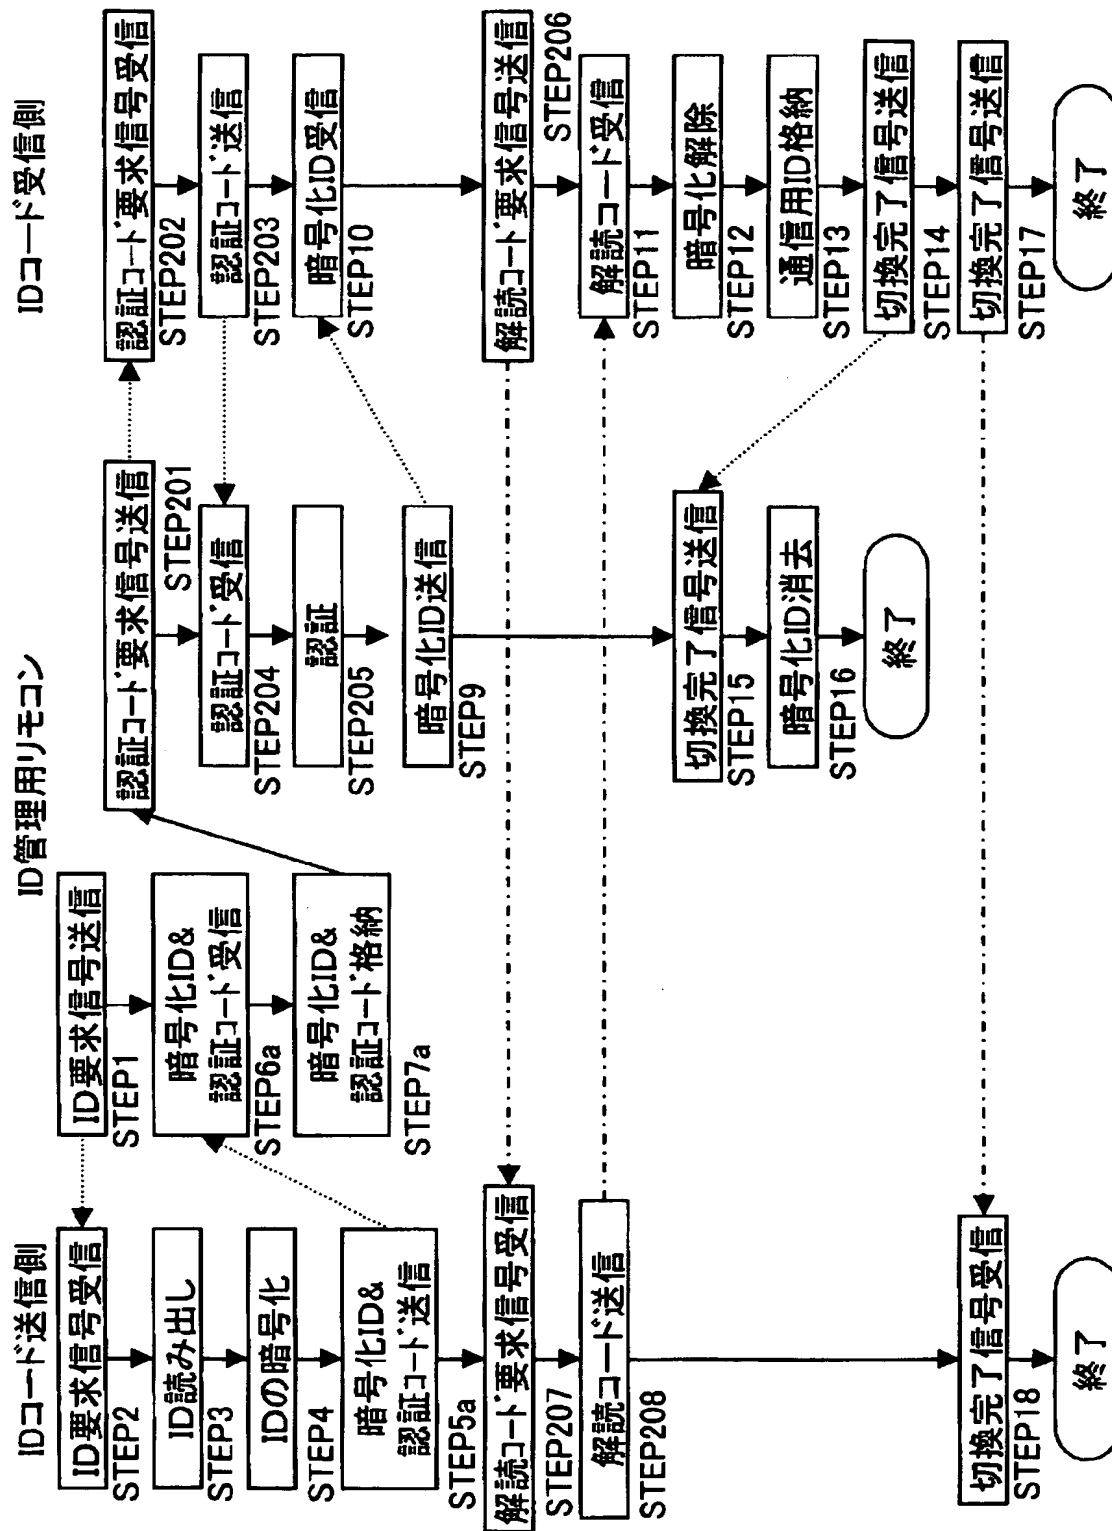 IDコード送信側
ID要求信号受信
STEP2
ID読み出し
STEP3
IDの暗号化
STEP4
暗号化ID&
認証コード送信
STEP5a
解読コード要求信号受信
STEP207
解読コード送信
STEP208
切換完了信号受信
STEP18
終了
ID管理用リモコン
ID要求信号送信
STEP1
暗号化ID&
認証コード受信
STEP6a
暗号化ID&
認証コード格納
STEP7a
認証コード要求信号送信
STEP201
認証コード受信
STEP204
認証
STEP205
暗号化ID送信
STEP9
切換完了信号送信
STEP15
暗号化ID消去
STEP16
終了
IDコード受信側
認証コード要求信号受信
STEP202
認証コード送信
STEP203
暗号化ID受信
STEP10
解読コード要求信号送信
STEP206
解読コード受信
STEP11
暗号化解除
STEP12
通信用ID格納
STEP13
切換完了信号送信
STEP14
切換完了信号送信
STEP17
終了